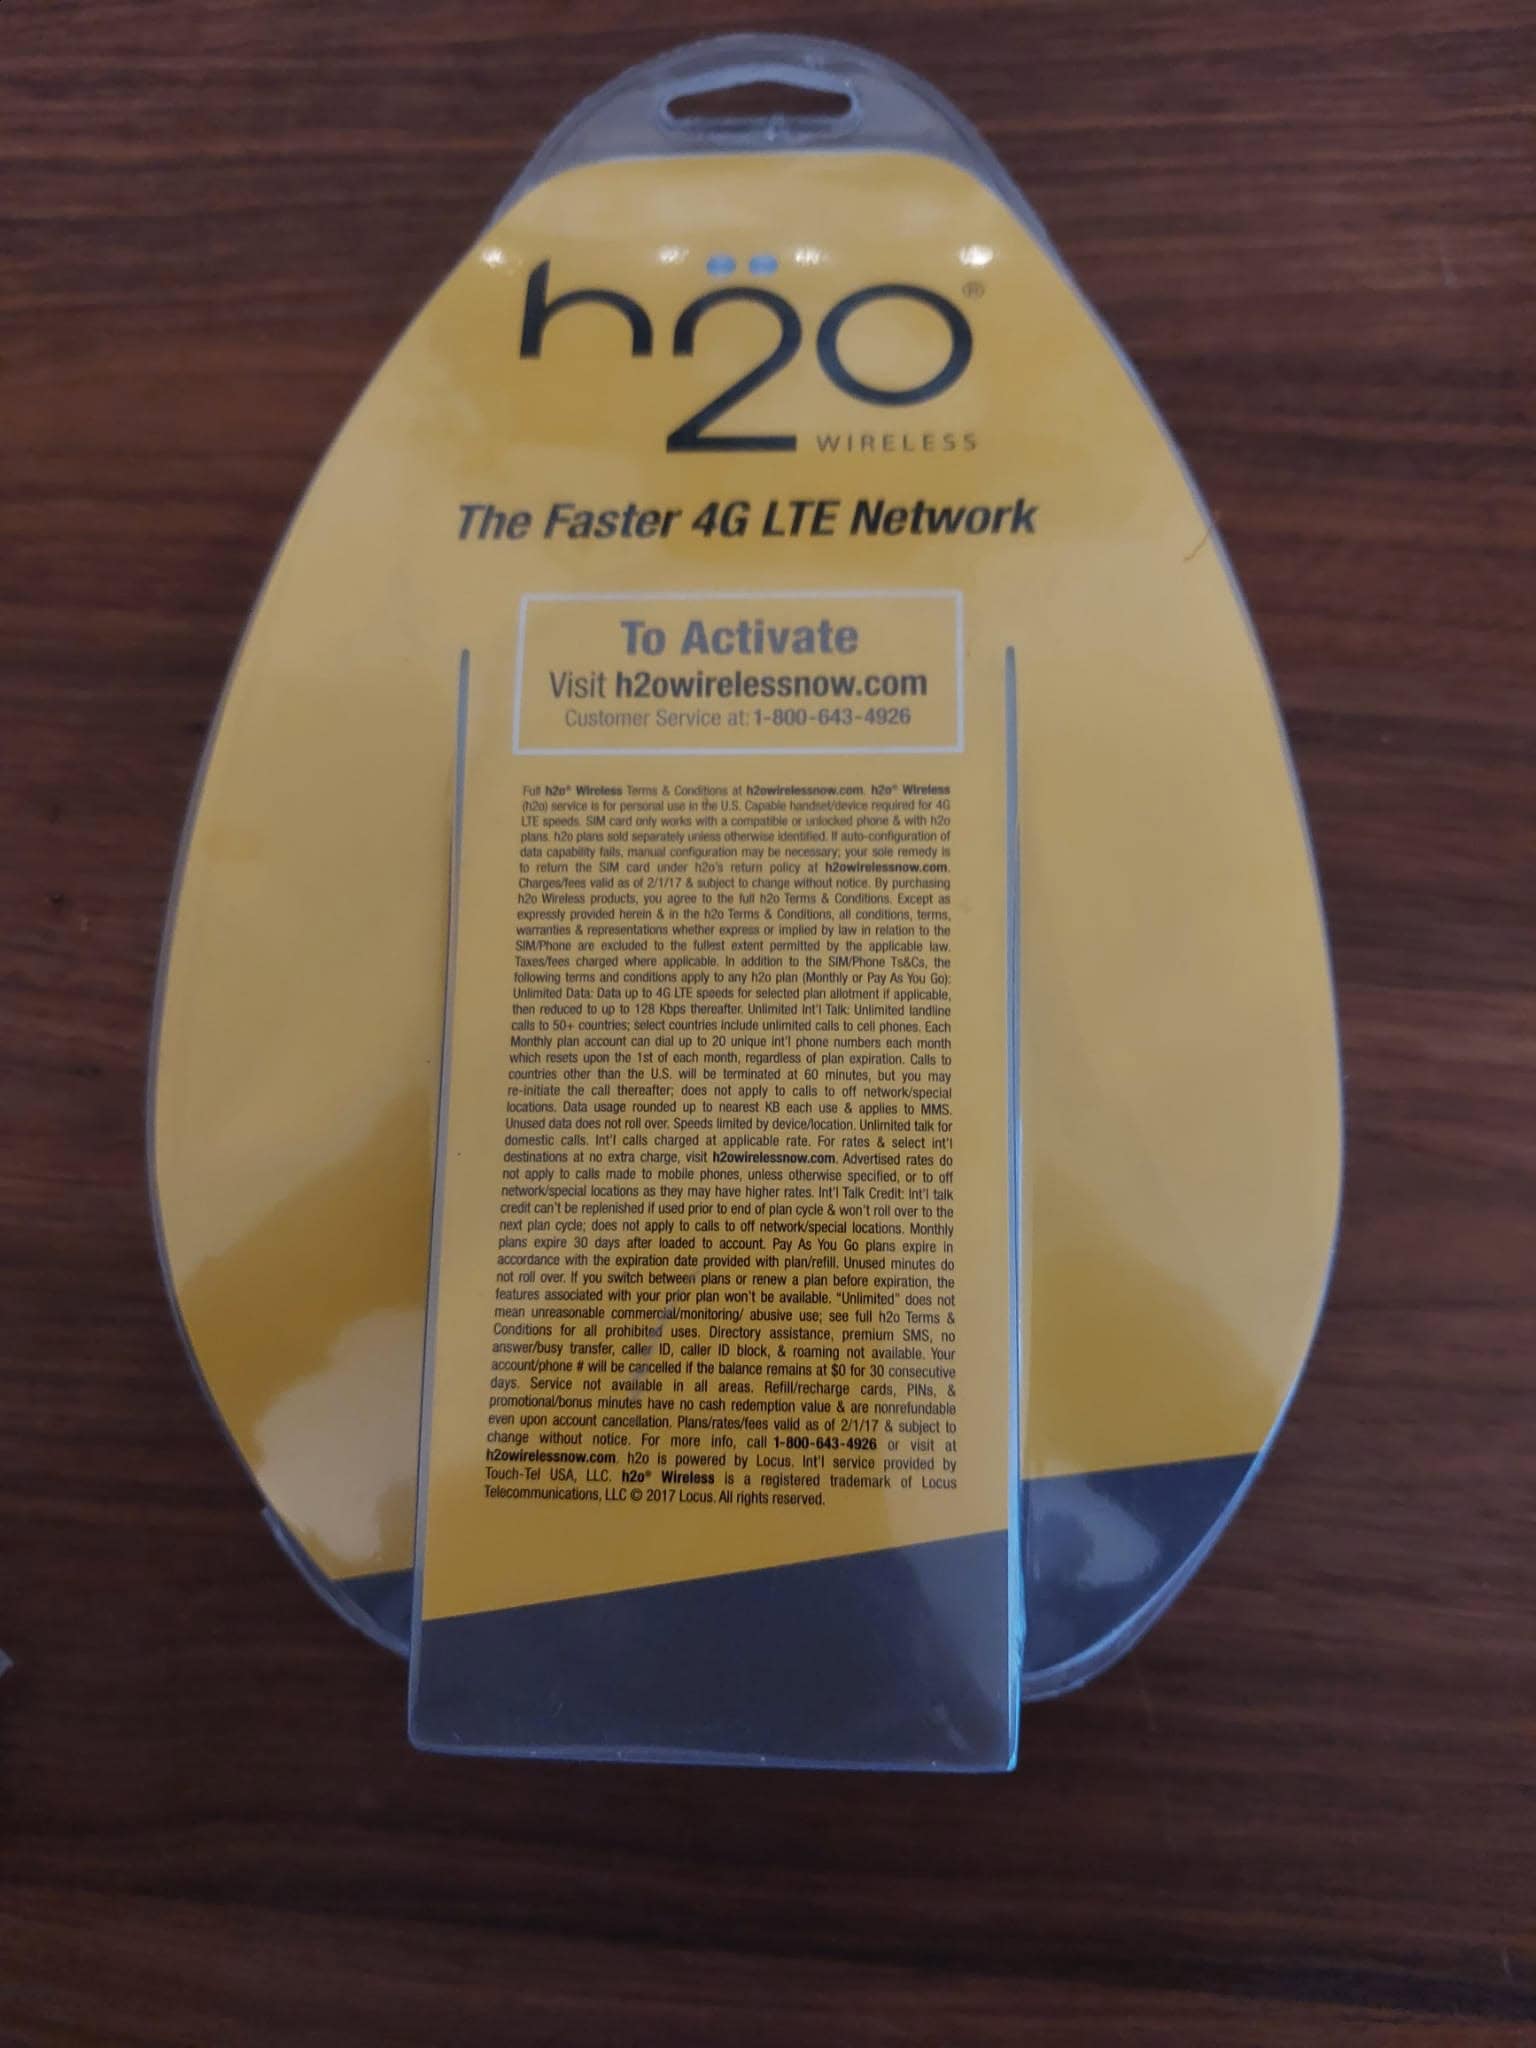 h2o®
WIRELESS
The Faster 4G LTE Network
To Activate
Visit h2owirelessnow.com
Customer Service at: 1-800-643-4926
Full h2o® Wireless Terms & Conditions at h2owirelessnow.com. h2o® Wireless
(h2o) service is for personal use in the U.S. Capable handset/device required for 4G
LTE speeds. SIM card only works with a compatible or unlocked phone & with h2o
plans. h2o plans sold separately unless otherwise identified. If auto-configuration of
data capability fails, manual configuration may be necessary; your sole remedy is
to return the SIM card under h2o's return policy at h2owirelessnow.com.
Charges/fees valid as of 2/1/17 & subject to change without notice. By purchasing
h2o Wireless products, you agree to the full h2o Terms & Conditions. Except as
expressly provided herein & in the h2o Terms & Conditions, all conditions, terms,
warranties & representations whether express or implied by law in relation to the
SIM/Phone are excluded to the fullest extent permitted by the applicable law.
Taxes/fees charged where applicable. In addition to the SIM/Phone Ts&Cs, the
following terms and conditions apply to any h2o plan (Monthly or Pay As You Go):
Unlimited Data: Data up to 4G LTE speeds for selected plan allotment if applicable,
then reduced to up to 128 Kbps thereafter. Unlimited Int'l Talk: Unlimited landline
calls to 50+ countries; select countries include unlimited calls to cell phones. Each
Monthly plan account can dial up to 20 unique int'l phone numbers each month
which resets upon the 1st of each month, regardless of plan expiration. Calls to
countries other than the U.S. will be terminated at 60 minutes, but you may
re-initiate the call thereafter; does not apply to calls to off network/special
locations. Data usage rounded up to nearest KB each use & applies to MMS.
Unused data does not roll over. Speeds limited by device/location. Unlimited talk for
domestic calls. Int'l calls charged at applicable rate. For rates & select int'l
destinations at no extra charge, visit h2owirelessnow.com. Advertised rates do
not apply to calls made to mobile phones, unless otherwise specified, or to off
network/special locations as they may have higher rates. Int'l Talk Credit: Int'l talk
credit can't be replenished if used prior to end of plan cycle & won't roll over to the
next plan cycle; does not apply to calls to off network/special locations. Monthly
plans expire 30 days after loaded to account. Pay As You Go plans expire in
accordance with the expiration date provided with plan/refill. Unused minutes do
not roll over. If you switch between plans or renew a plan before expiration, the
features associated with your prior plan won't be available. "Unlimited" does not
mean unreasonable commercial/monitoring/ abusive use; see full h2o Terms &
Conditions for all prohibited uses. Directory assistance, premium SMS, no
answer/busy transfer, caller ID, caller ID block, & roaming not available. Your
account/phone # will be cancelled if the balance remains at $0 for 30 consecutive
days. Service not available in all areas. Refill/recharge cards, PINs, &
promotional/bonus minutes have no cash redemption value & are nonrefundable
even upon account cancellation. Plans/rates/fees valid as of 2/1/17 & subject to
change without notice. For more info, call 1-800-643-4926 or visit at
h2owirelessnow.com. h2o is powered by Locus. Int'l service provided by
Touch-Tel USA, LLC. h2o® Wireless is a registered trademark of Locus
Telecommunications, LLC © 2017 Locus. All rights reserved.